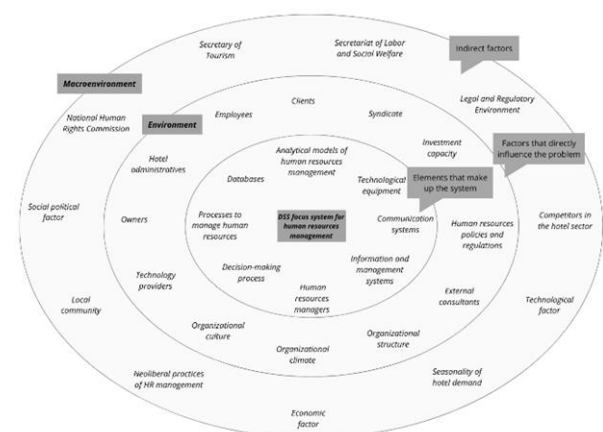 Secretary of
Tourism
Secretariat of Labor
and Social Welfare
Indirect factors
Macroenvironment
National Human
Rights Commission
Legal and Regulatory
Environment
Environment
Employees
Clients
Syndicate
Investment
capacity
Factors that directly
influence the problem
Hotel
administratives
Analytical models of
human resources
management
Databases
Technological
equipment
Elements that make
up the system
Social political
factor
Owners
Processes to
manage human
resources
DSS focus system for
human resources
management
Communication
systems
Human resources
policies and
regulations
Competitors in
the hotel sector
Technology
providers
Decision-making
process
Information and
management
systems
Human
resources
managers
External
consultants
Local
community
Technological
factor
Organizational
culture
Organizational
climate
Organizational
structure
Neoliberal practices
of HR management
Seasonality of
hotel demand
Economic
factor